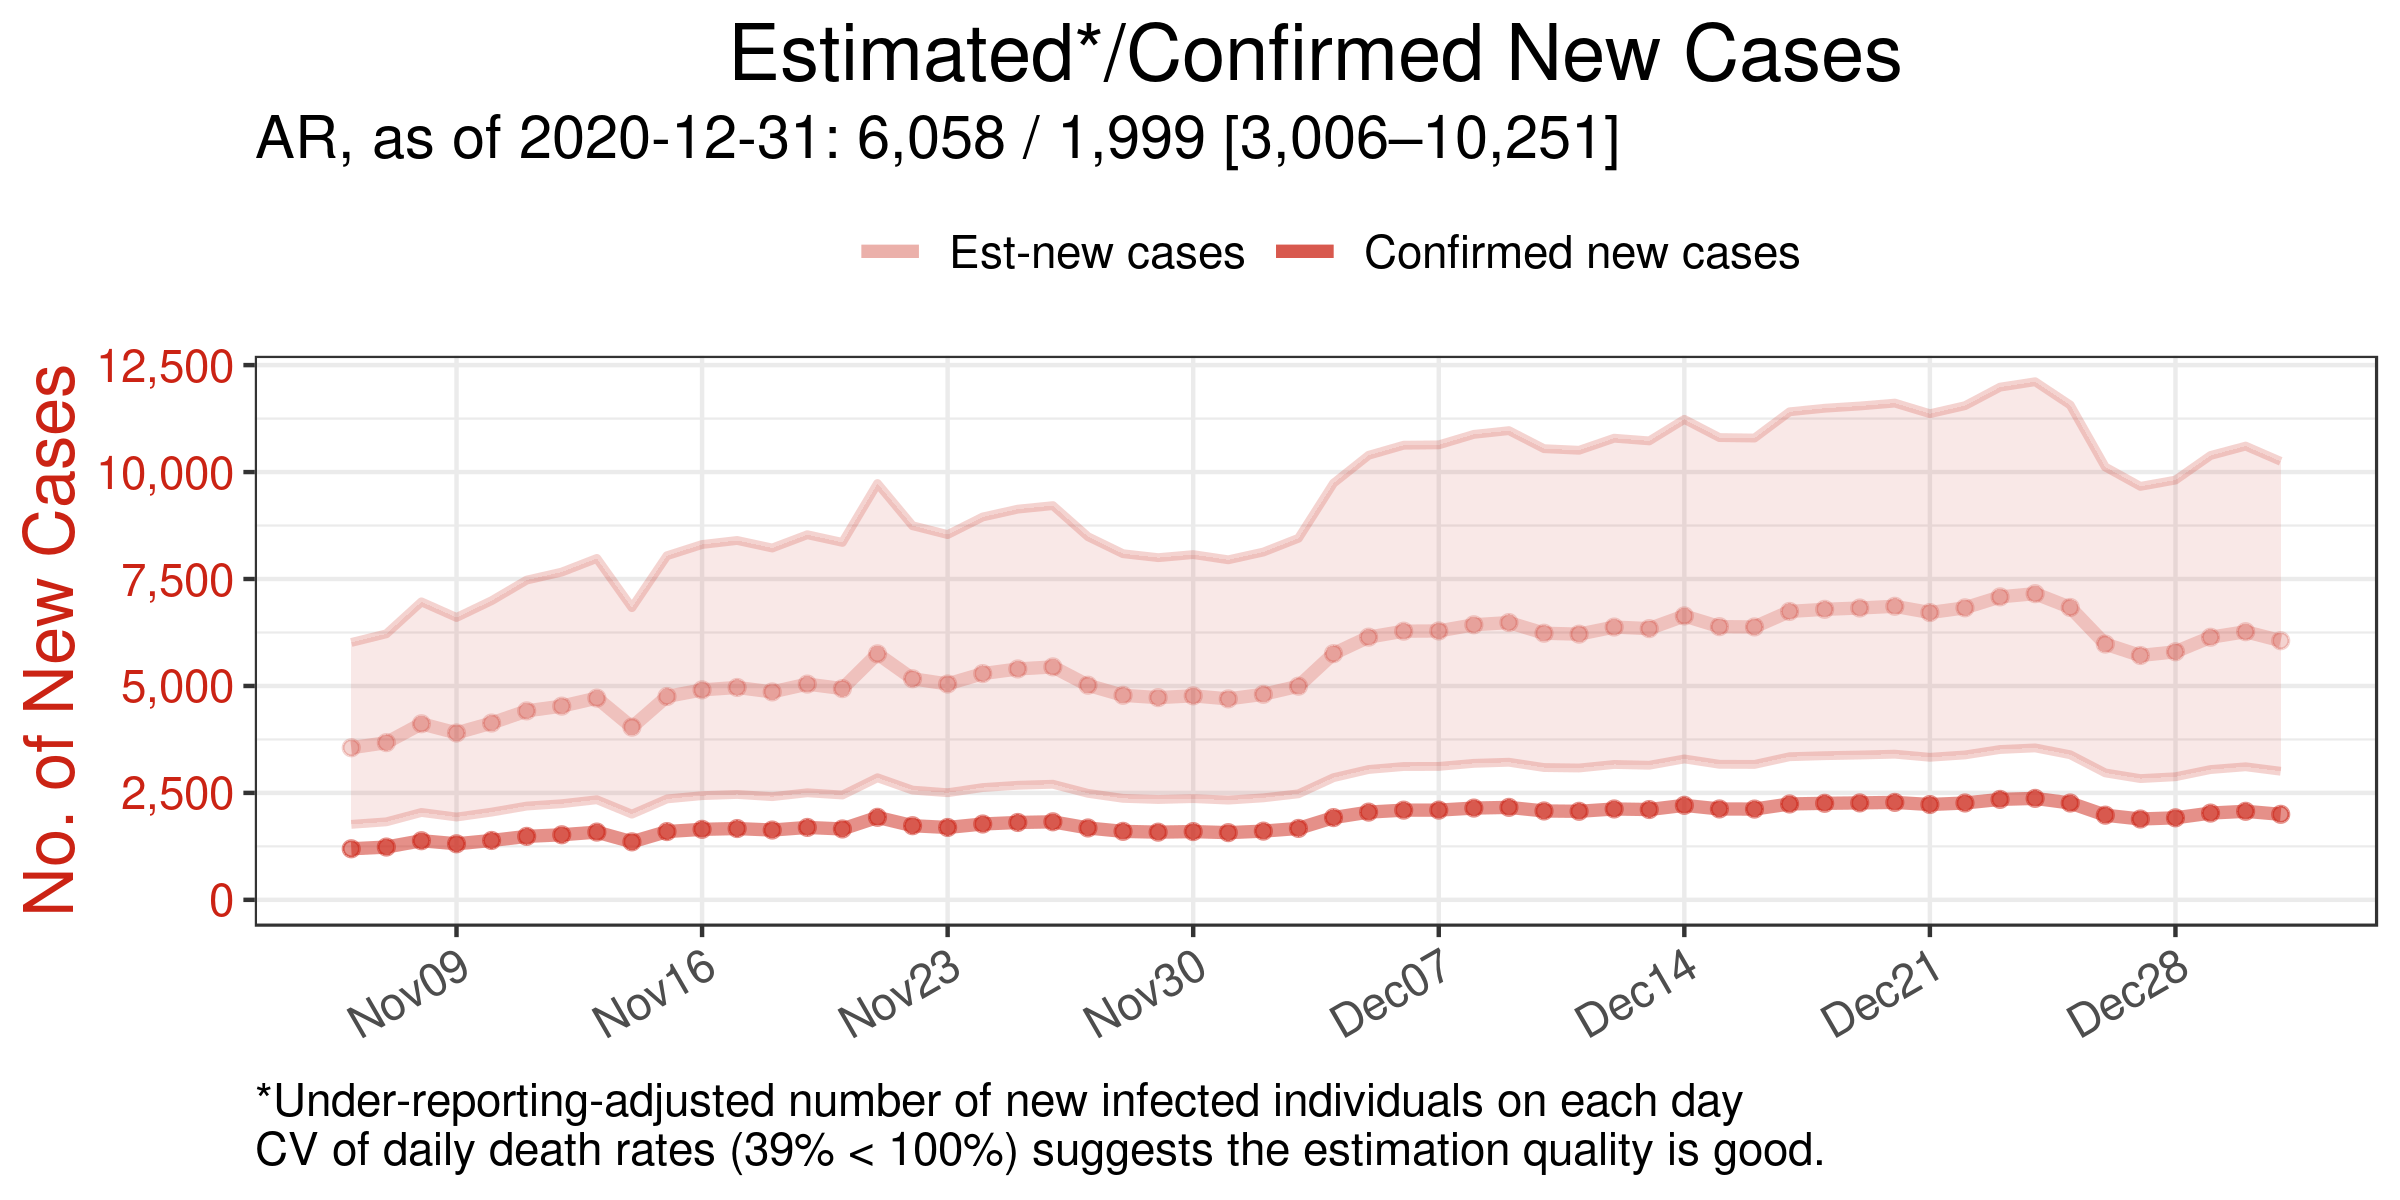 Estimated*/Confirmed New Cases
AR, as of 2020-12-31: 6,058 / 1,999 [3,006–10,251]
Est-new cases Confirmed new cases
No. of New Cases
12,500
10,000
7,500
5,000
2,500
0
Nov09 Nov16 Nov23 Nov30 Dec07 Dec14 Dec21 Dec28
*Under-reporting-adjusted number of new infected individuals on each day
CV of daily death rates (39% < 100%) suggests the estimation quality is good.